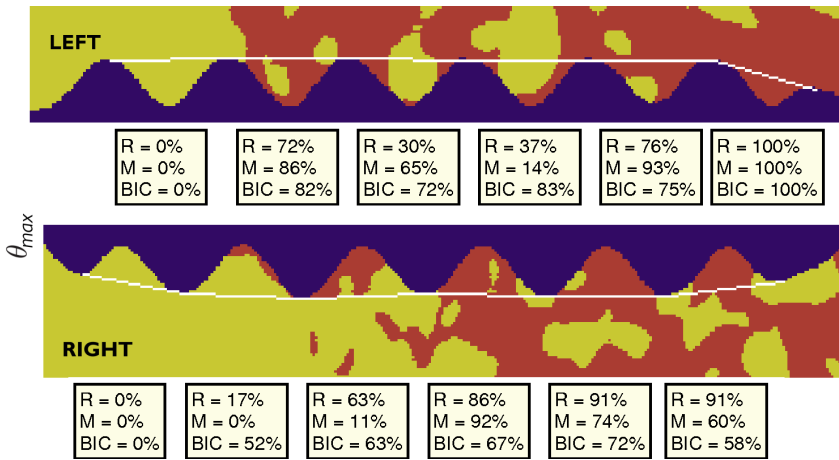 LEFT
R = 0%
M = 0%
BIC = 0%
R = 72%
M = 86%
BIC = 82%
R = 30%
M = 65%
BIC = 72%
R = 37%
M = 14%
BIC = 83%
R = 76%
M = 93%
BIC = 75%
R = 100%
M = 100%
BIC = 100%
θmax
RIGHT
R = 0%
M = 0%
BIC = 0%
R = 17%
M = 0%
BIC = 52%
R = 63%
M = 11%
BIC = 63%
R = 86%
M = 92%
BIC = 67%
R = 91%
M = 74%
BIC = 72%
R = 91%
M = 60%
BIC = 58%